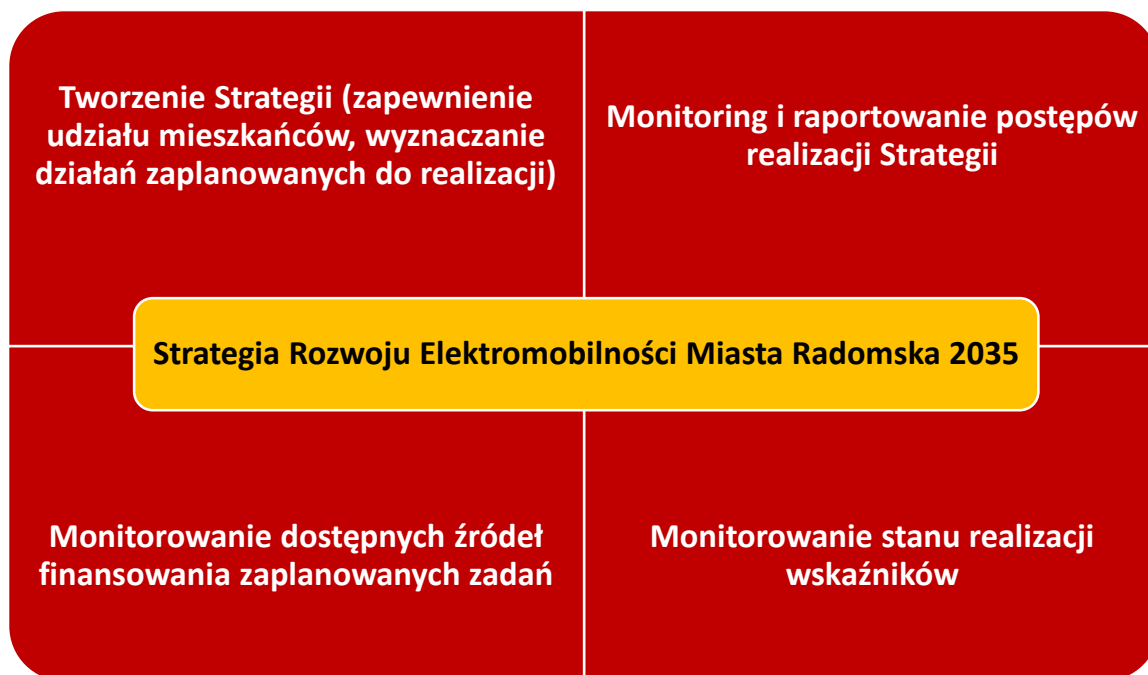 Tworzenie Strategii (zapewnienie
udziału mieszkańców, wyznaczanie
działań zaplanowanych do realizacji)
Monitoring i raportowanie postępów
realizacji Strategii
Strategia Rozwoju Elektromobilności Miasta Radomska 2035
Monitorowanie dostępnych źródeł
finansowania zaplanowanych zadań
Monitorowanie stanu realizacji
wskaźników